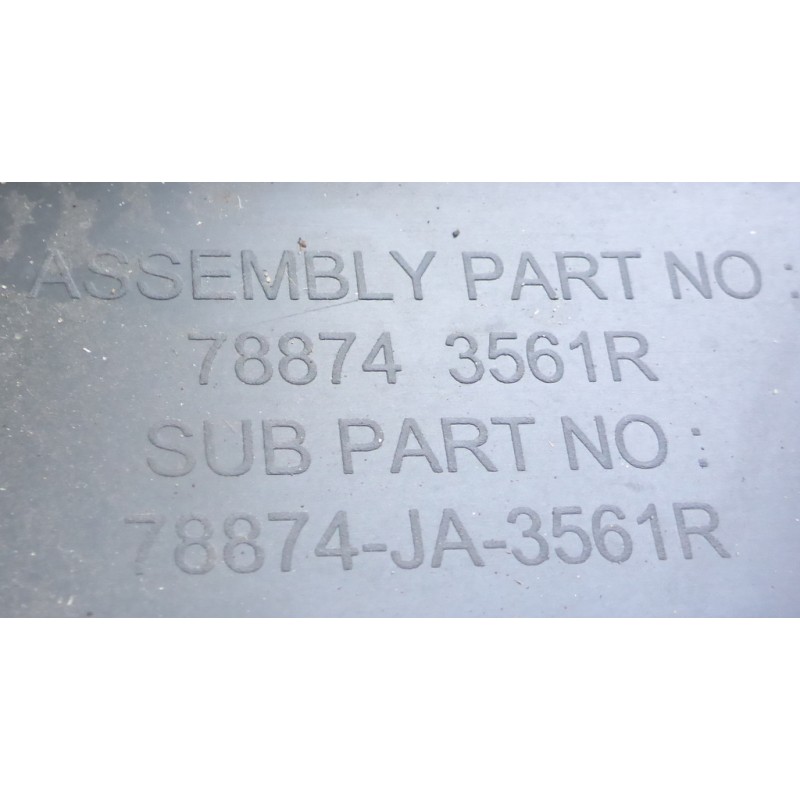 ASSEMBLY PART NO :
78874 3561R
SUB PART NO :
78874-JA-3561R